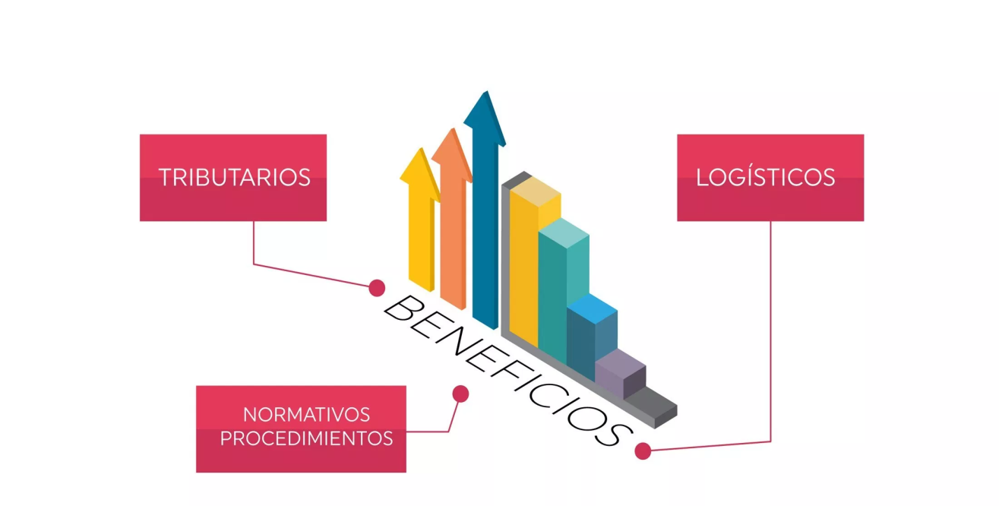 TRIBUTARIOS
LOGÍSTICOS
BENEFICIOS
NORMATIVOS
PROCEDIMIENTOS